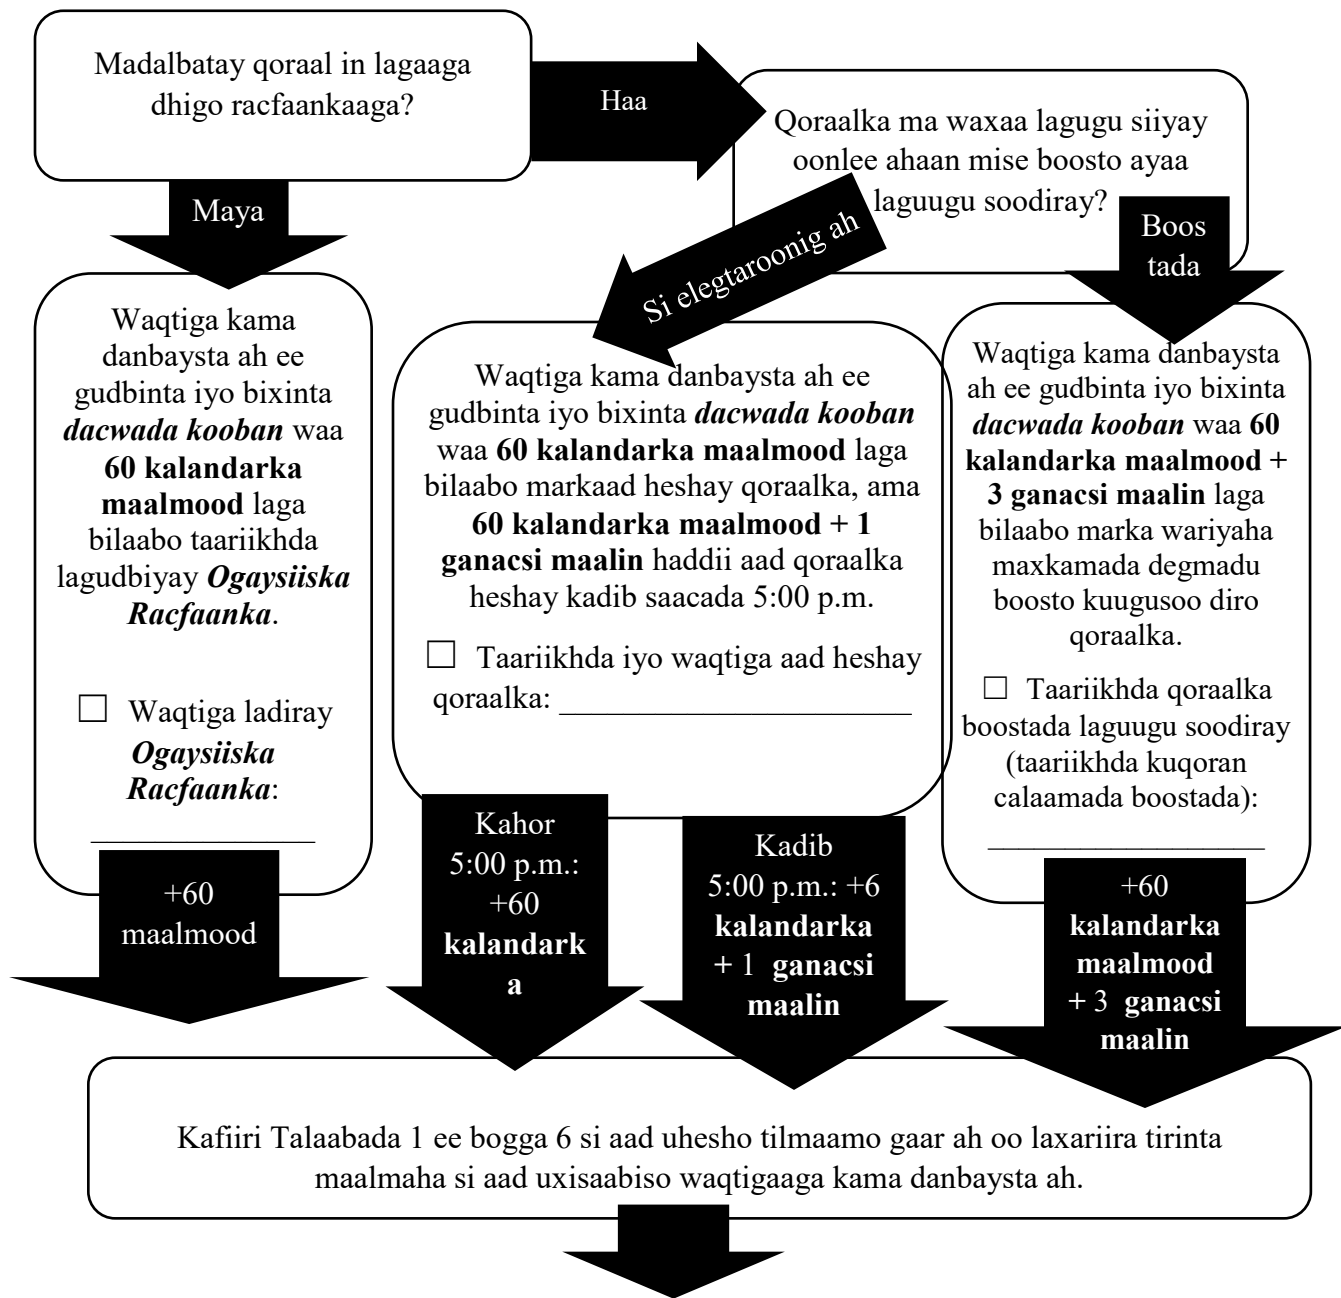 Madalbatay qoraal in lagaaga
dhigo racfaankaaga?
Haa
Qoraalka ma waxaa lagugu siiyay
oonlee ahaan mise boosto ayaa
laguugu soodiray?
Maya
Si elegtaroonig ah
Boos
tada
Waqtiga kama
danbaysta ah ee
gudbinta iyo bixinta
dacwada kooban waa
60 kalandarka
maalmood laga
bilaabo taariikhda
lagudbiyay Ogaysiiska
Racfaanka.
☐ Waqtiga ladiray
Ogaysiiska
Racfaanka:
______________
Waqtiga kama danbaysta ah ee
gudbinta iyo bixinta dacwada kooban
waa 60 kalandarka maalmood laga
bilaabo markaad heshay qoraalka, ama
60 kalandarka maalmood + 1
ganacsi maalin haddii aad qoraalka
heshay kadib saacada 5:00 p.m.
☐ Taariikhda iyo waqtiga aad heshay
qoraalka: ______________________
Waqtiga kama danbaysta
ah ee gudbinta iyo bixinta
dacwada kooban waa 60
kalandarka maalmood +
3 ganacsi maalin laga
bilaabo marka wariyaha
maxkamada degmadu
boosto kuugusoo diro
qoraalka.
☐ Taariikhda qoraalka
boostada laguugu soodiray
(taariikhda kuqoran
calaamada boostada):
__________________
+60
maalmood
Kahor
5:00 p.m.:
+60
kalandark
a
Kadib
5:00 p.m.: +6
kalandarka
+ 1 ganacsi
maalin
+60
kalandarka
maalmood
+ 3 ganacsi
maalin
Kafiiri Talaabada 1 ee bogga 6 si aad uhesho tilmaamo gaar ah oo laxariira tirinta
maalmaha si aad uxisaabiso waqtigaaga kama danbaysta ah.